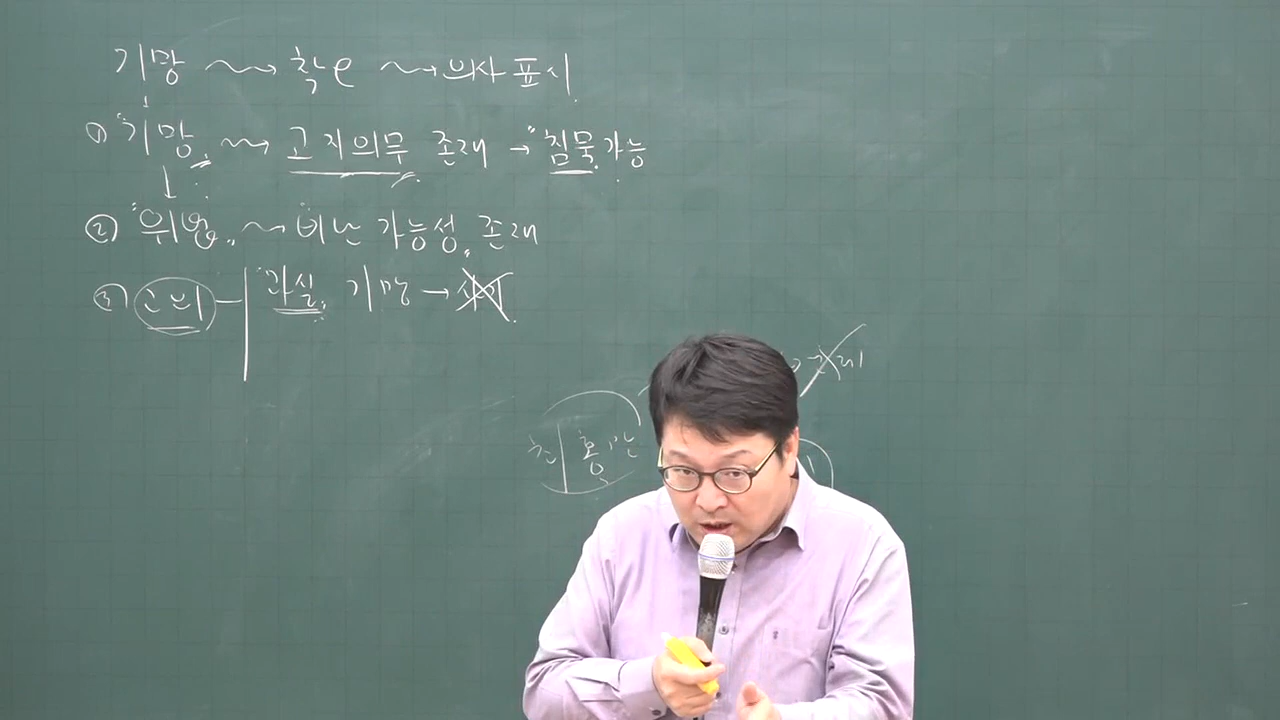 기망 → 착오 → 의사표시
① "기망" → 고지의무 존재 → "침묵" 가능
↓
② "위법" → 비난 가능성 존재
③ 고의 "과실" 기망 →
홍